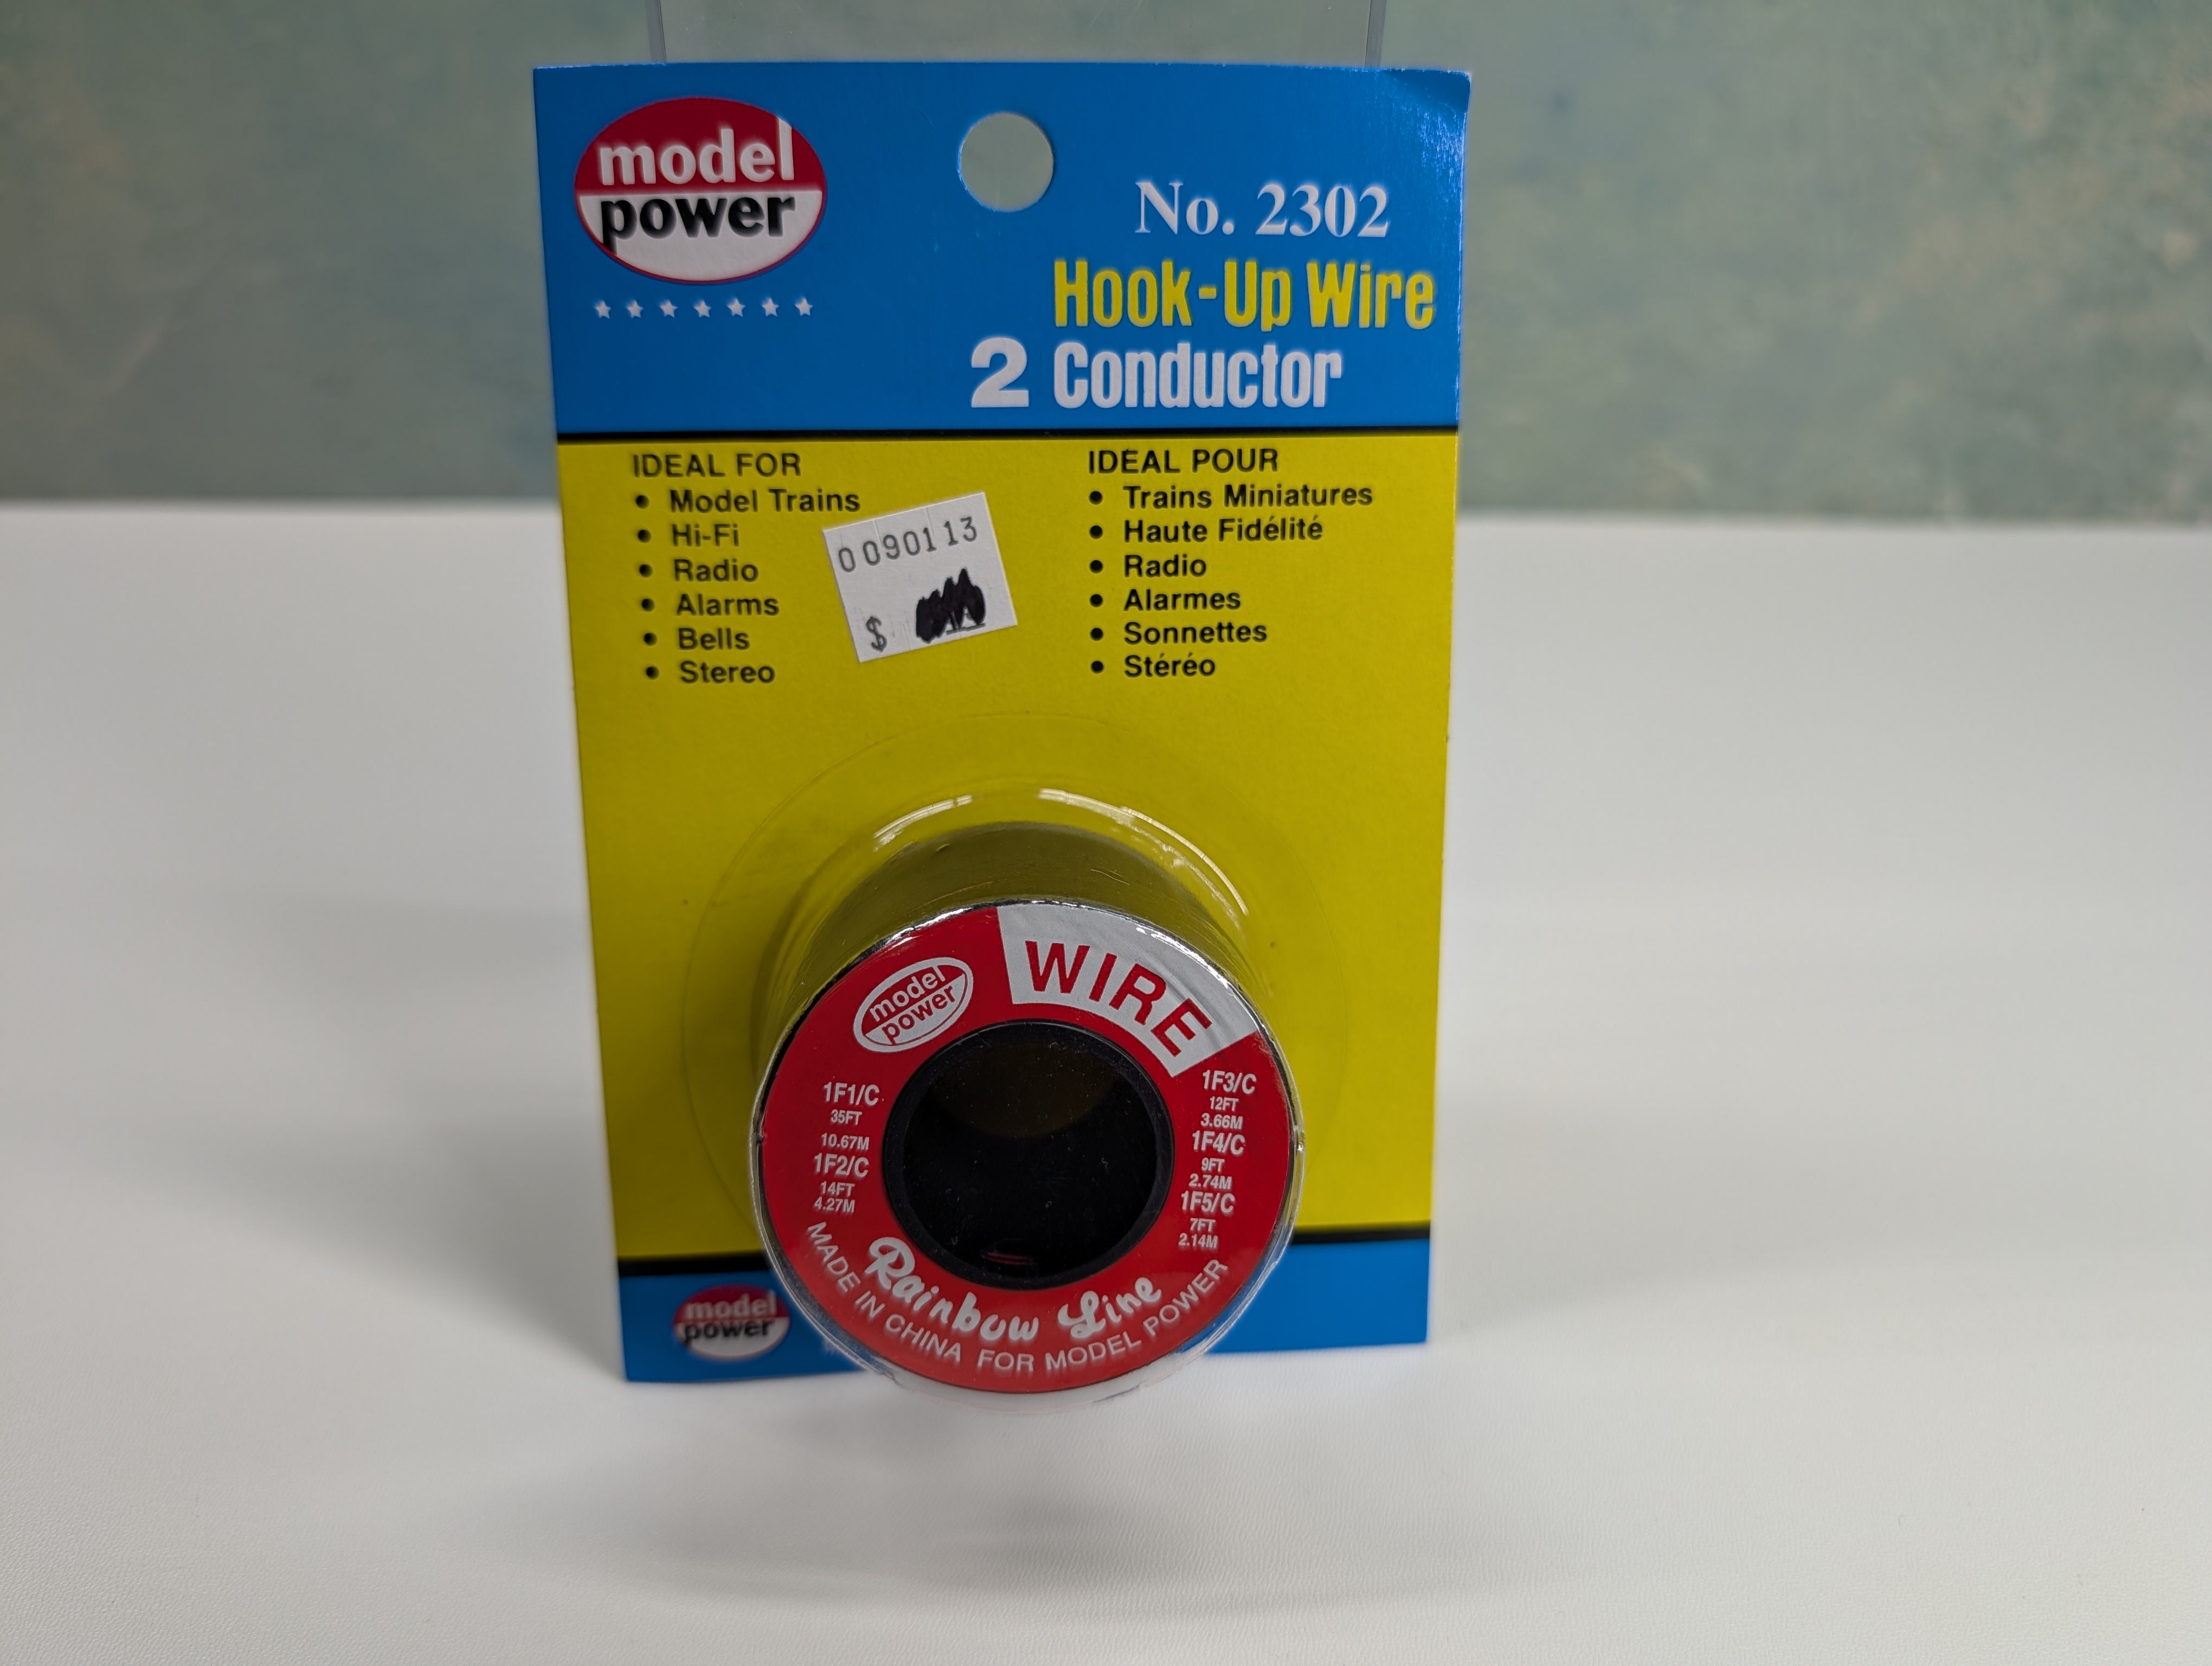 model
power
No. 2302
Hook-Up Wire
2 Conductor
IDEAL FOR
• Model Trains
• Hi-Fi
• Radio
• Alarms
• Bells
• Stereo
0090113
$
IDÉAL POUR
• Trains Miniatures
• Haute Fidélité
• Radio
• Alarmes
• Sonnettes
• Stéréo
WIRE
model
power
1F1/C
35FT
10.67M
1F2/C
14FT
4.27M
1F3/C
12FT
3.66M
1F4/C
9FT
2.74M
1F5/C
7FT
2.14M
Rainbow Line
MADE IN CHINA FOR MODEL POWER
model
power